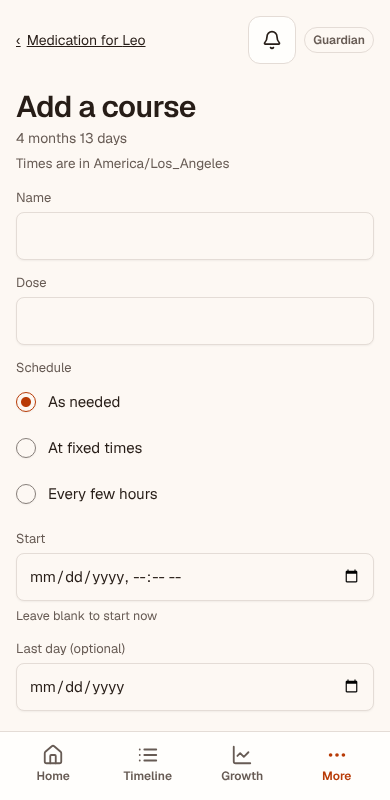 ‹ Medication for Leo
Guardian
Add a course
4 months 13 days
Times are in America/Los_Angeles
Name
Dose
Schedule
As needed
At fixed times
Every few hours
Start
mm/dd/yyyy, --:-- --
Leave blank to start now
Last day (optional)
mm/dd/yyyy
Home
Timeline
Growth
More